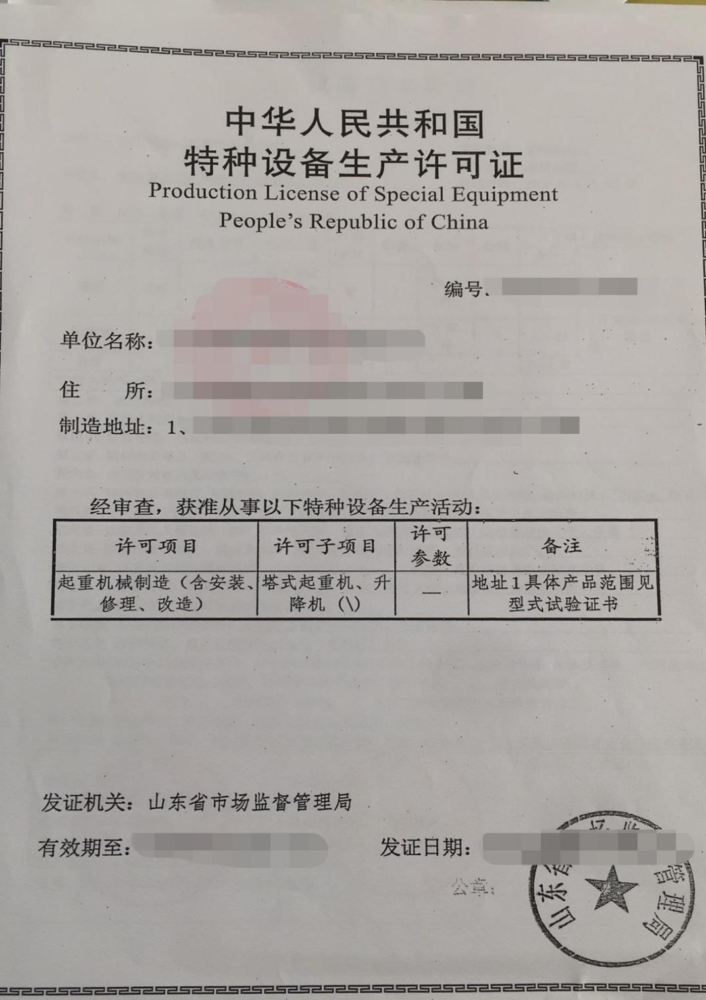 中华人民共和国
特种设备生产许可证
Production License of Special Equipment
People's Republic of China
编号.
单位名称:
住 所:
制造地址: 1、
经审查, 获准从事以下特种设备生产活动:
许可项目 许可子项目 许可参数 备注
起重机械制造 (含安装、修理、改造) 塔式起重机、升降机 (\) — 地址1具体产品范围见型式试验证书
发证机关: 山东省市场监督管理局
有效期至: 发证日期:
公章:
山东省 管理局